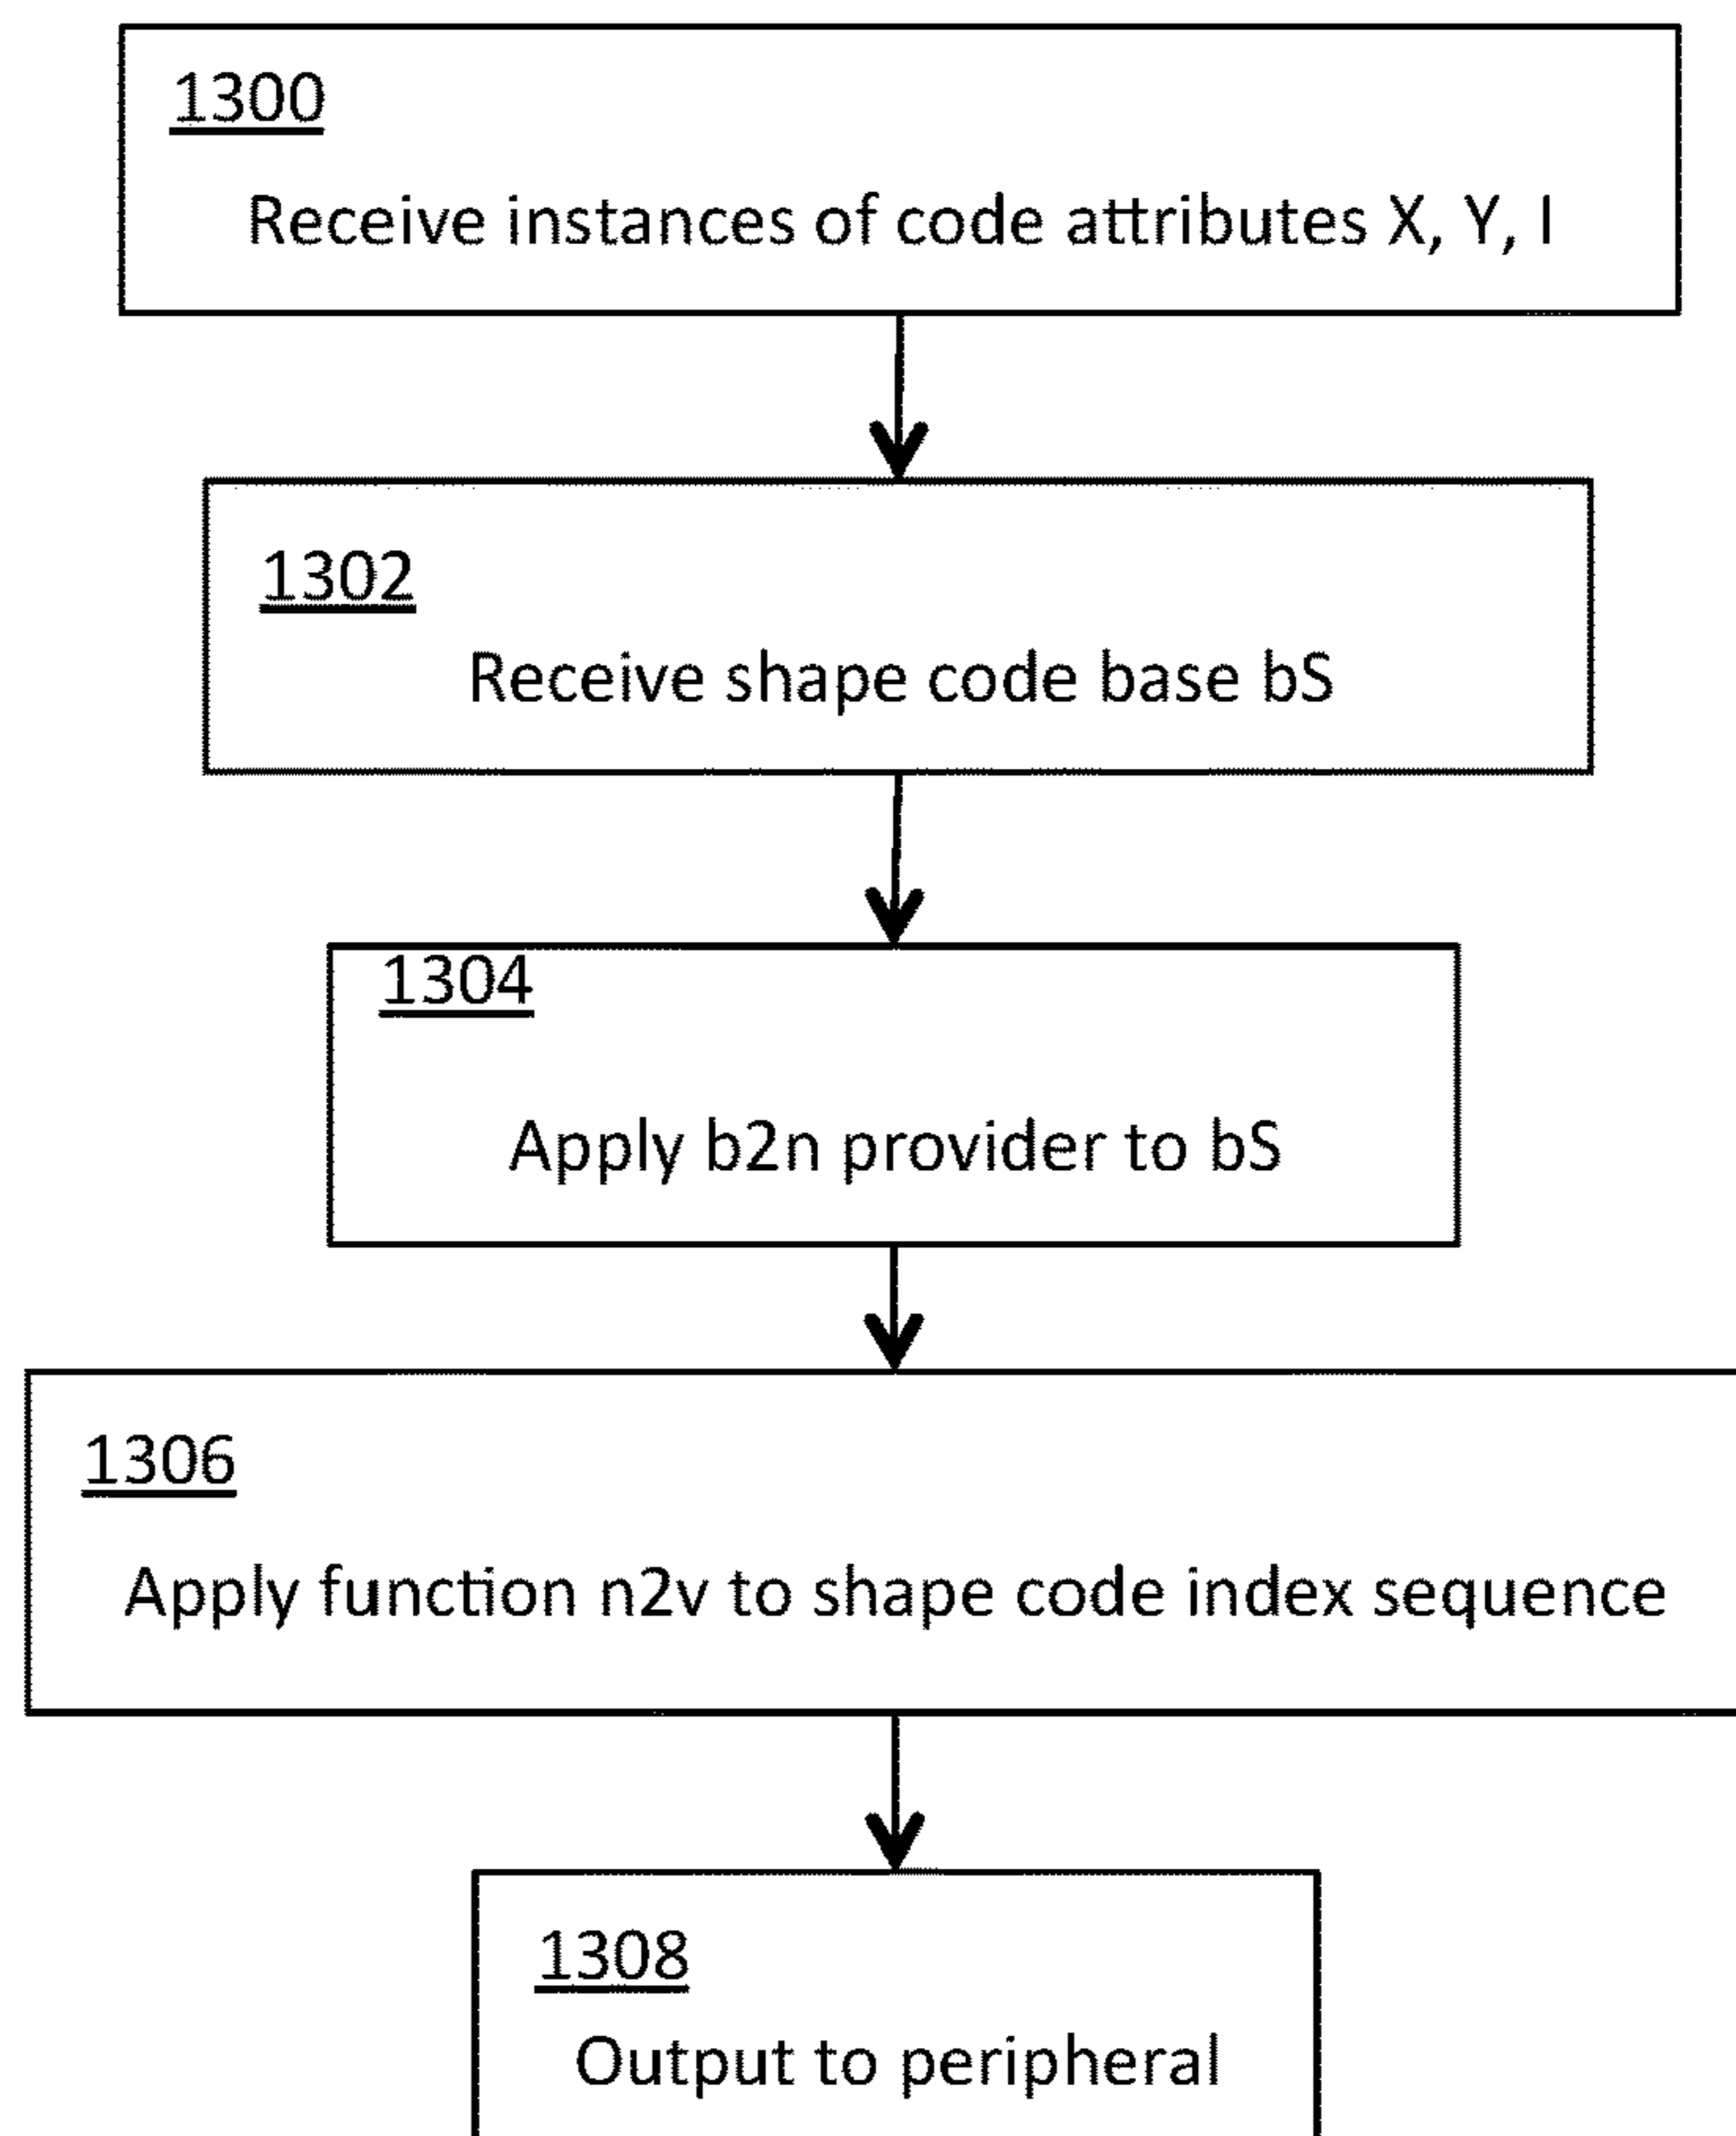 1300
Receive instances of code attributes X, Y, I
1302
Receive shape code base bS
1304
Apply b2n provider to bS
1306
Apply function n2v to shape code index sequence
1308
Output to peripheral